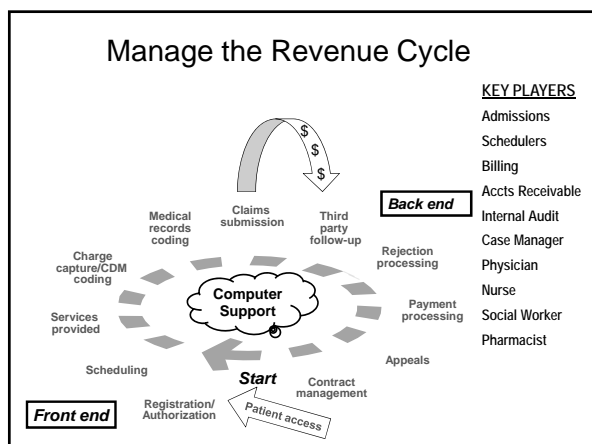 Manage the Revenue Cycle
KEY PLAYERS
Admissions
Schedulers
Billing
Accts Receivable
Internal Audit
Case Manager
Physician
Nurse
Social Worker
Pharmacist
$
$
$
Back end
Claims
submission
Third
party
follow-up
Medical
records
coding
Rejection
processing
Charge
capture/CDM
coding
Computer
Support
Payment
processing
Services
provided
Appeals
Scheduling
Start
Contract
management
Front end
Registration/
Authorization
Patient access